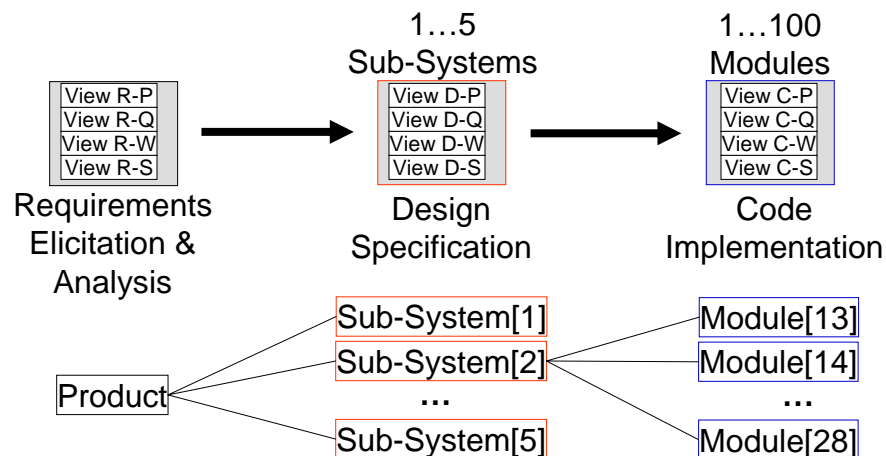 1…5
Sub-Systems
1…100
Modules
View R-P
View R-Q
View R-W
View R-S
View D-P
View D-Q
View D-W
View D-S
View C-P
View C-Q
View C-W
View C-S
Requirements
Elicitation &
Analysis
Design
Specification
Code
Implementation
Product
Sub-System[1]
Sub-System[2]
…
Sub-System[5]
Module[13]
Module[14]
…
Module[28]